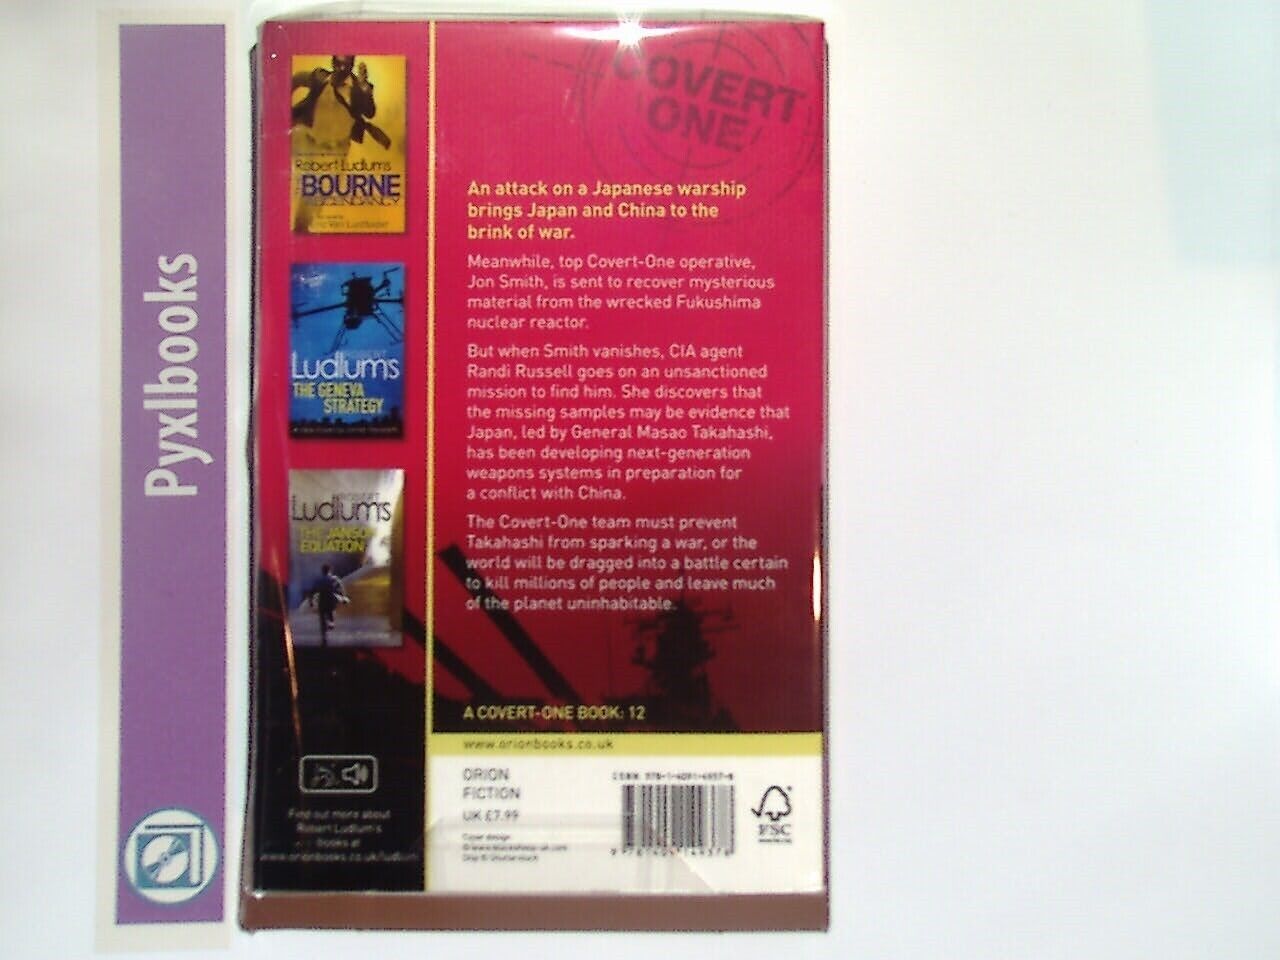 Pyxlbooks
Robert Ludlum's
BOURNE
ASCENDANCY
Ludlum's
THE GENEVA
STRATEGY
Ludlum's
THE JANSON
EQUATION
COVERT
ONE
An attack on a Japanese warship
brings Japan and China to the
brink of war.
Meanwhile, top Covert-One operative,
Jon Smith, is sent to recover mysterious
material from the wrecked Fukushima
nuclear reactor.
But when Smith vanishes, CIA agent
Randi Russell goes on an unsanctioned
mission to find him. She discovers that
the missing samples may be evidence that
Japan, led by General Masao Takahashi,
has been developing next-generation
weapons systems in preparation for
a conflict with China.
The Covert-One team must prevent
Takahashi from sparking a war, or the
world will be dragged into a battle certain
to kill millions of people and leave much
of the planet uninhabitable.
A COVERT-ONE BOOK: 12
www.orionbooks.co.uk
Find out more about
Robert Ludlum's
books at
www.orionbooks.co.uk/ludlum
ORION
FICTION
UK £7.99
Cover design
ISBN
FSC